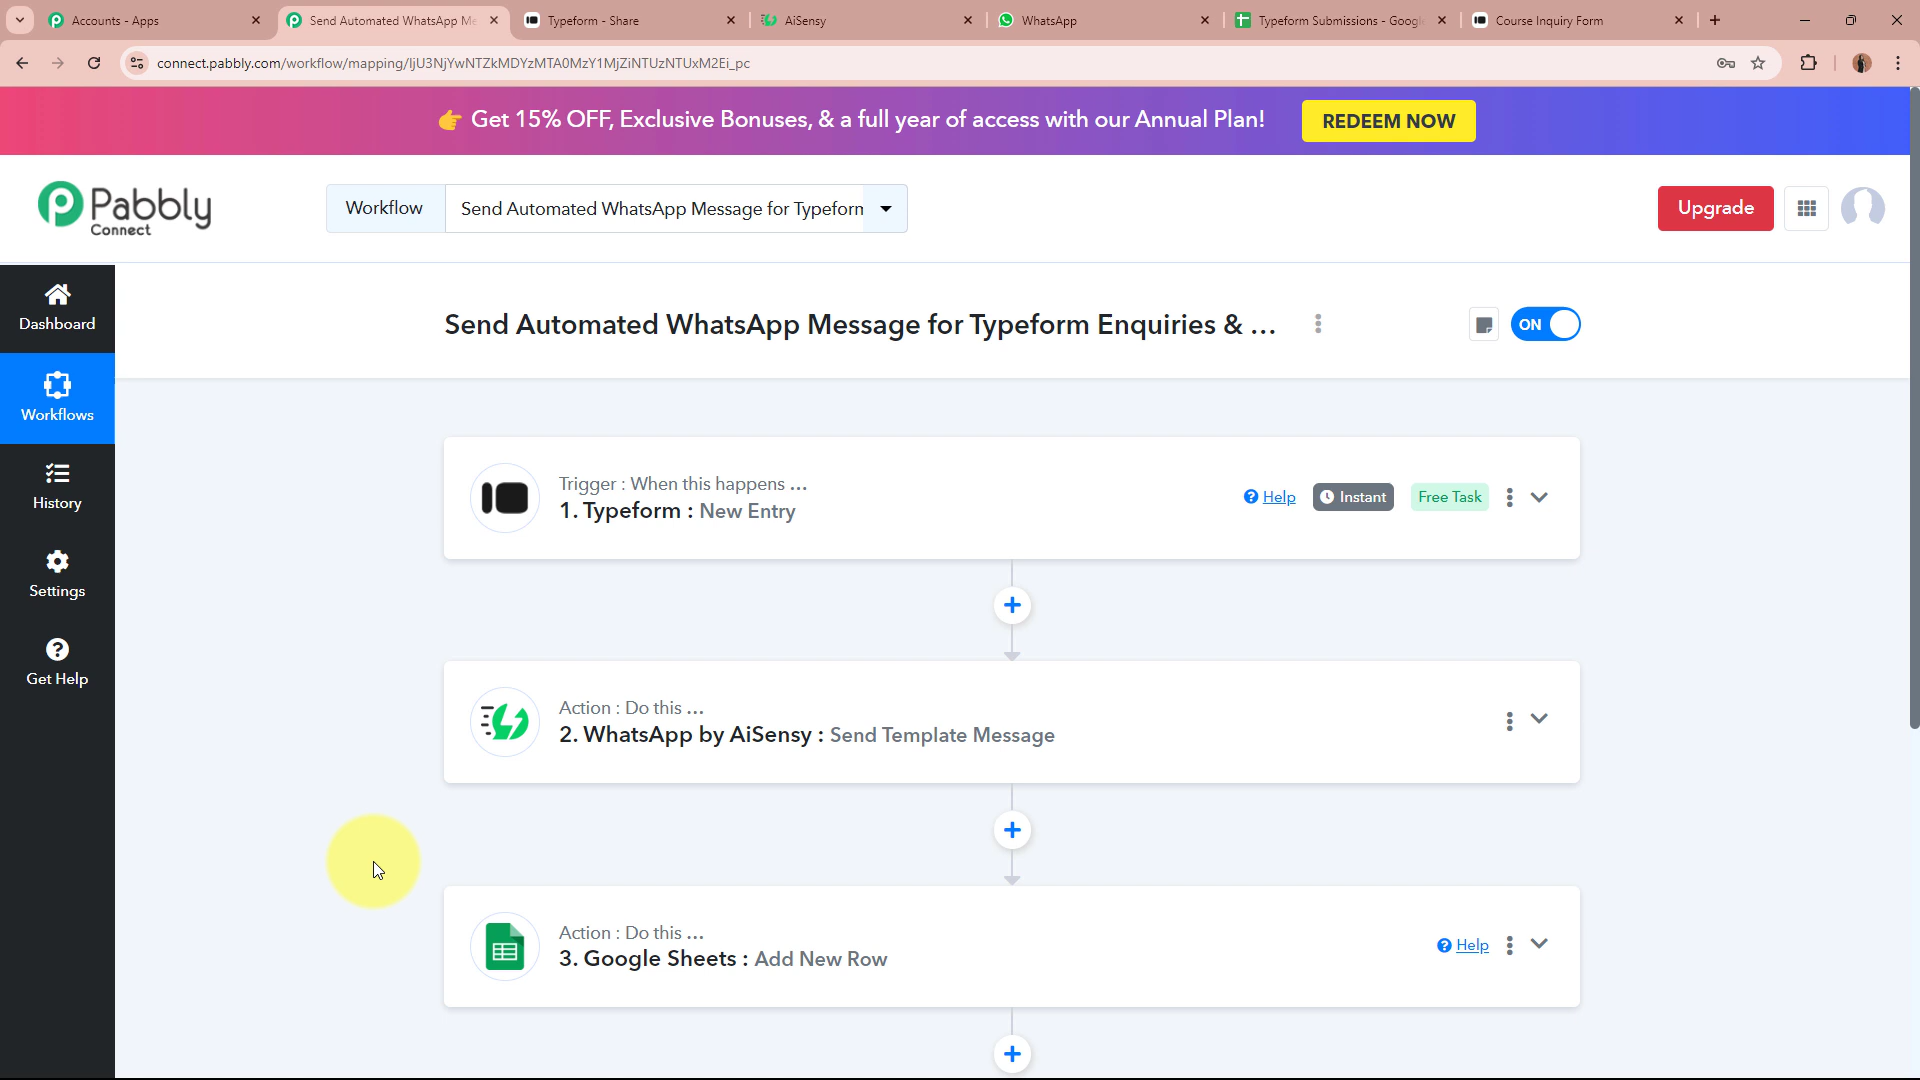 Accounts - Apps
Send Automated WhatsApp Me
Typeform - Share
AiSensy
WhatsApp
Typeform Submissions - Googl
Course Inquiry Form
connect.pabbly.com/workflow/mapping/IjU3NjYwNTZkMDYzMTA0MzY1MjZiNTUzNTUxM2Ei_pc
👉 Get 15% OFF, Exclusive Bonuses, & a full year of access with our Annual Plan!
REDEEM NOW
Pabbly
Connect
Workflow
Send Automated WhatsApp Message for Typeform
Upgrade
Dashboard
Workflows
History
Settings
Get Help
Send Automated WhatsApp Message for Typeform Enquiries & ...
ON
Trigger : When this happens ...
1. Typeform : New Entry
Help
Instant
Free Task
Action : Do this ...
2. WhatsApp by AiSensy : Send Template Message
Action : Do this ...
3. Google Sheets : Add New Row
Help